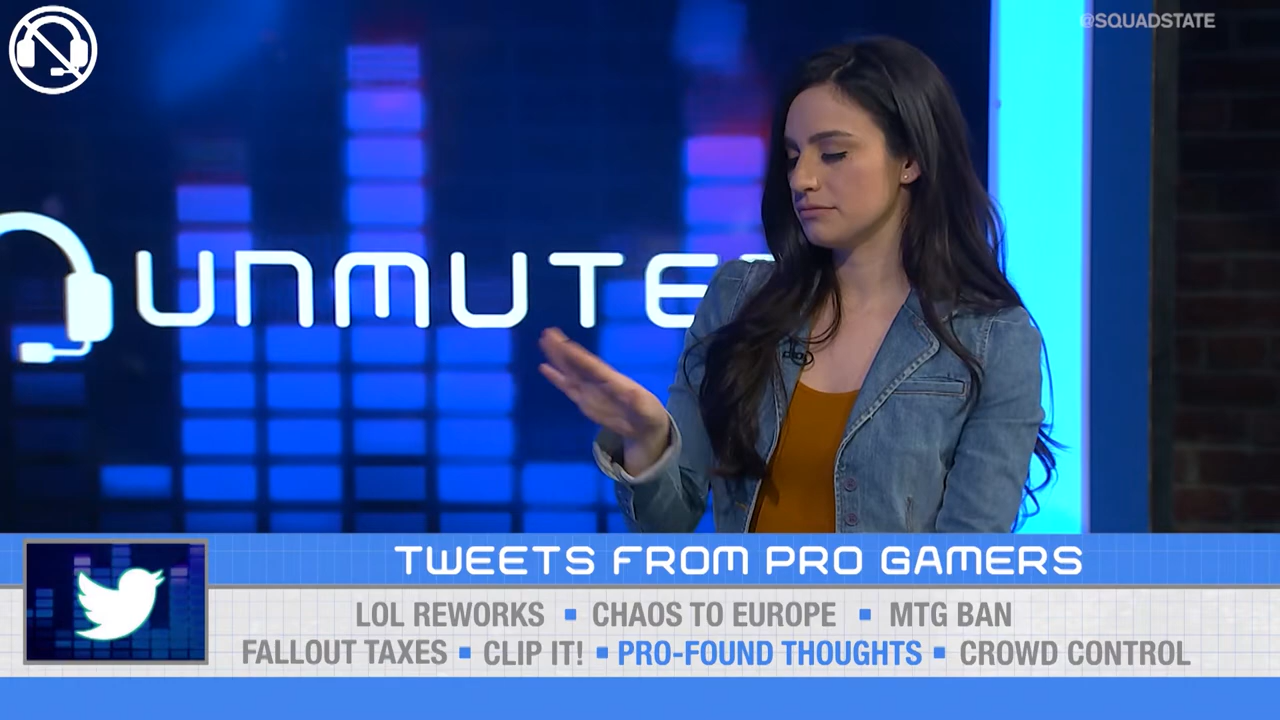 @SQUADSTATE
UNMUTE
TWEETS FROM PRO GAMERS
LOL REWORKS ▪ CHAOS TO EUROPE ▪ MTG BAN
FALLOUT TAXES ▪ CLIP IT! ▪ PRO-FOUND THOUGHTS ▪ CROWD CONTROL